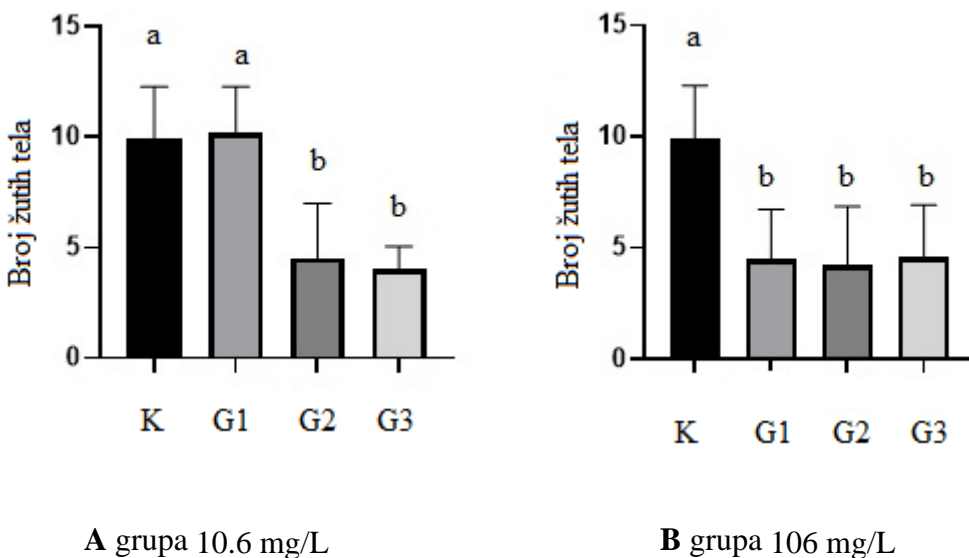 15
a
a
10
b
b
5
0
Broj žutih tela
K G1 G2 G3
A grupa 10.6 mg/L
15
a
10
b b b
5
0
Broj žutih tela
K G1 G2 G3
B grupa 106 mg/L